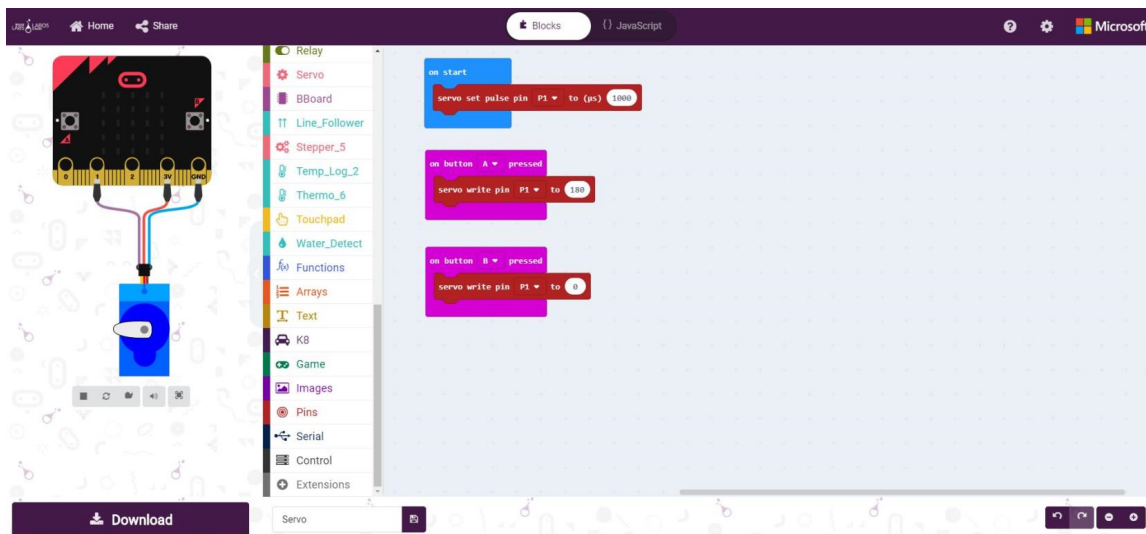 Home
Share
Blocks
{} JavaScript
Microsoft
0
1
2
3V
GND
A
Download
Relay
Servo
BBoard
Line_Follower
Stepper_5
Temp_Log_2
Thermo_6
Touchpad
Water_Detect
f(x) Functions
Arrays
Text
K8
Game
Images
Pins
Serial
Control
Extensions
Servo
on start
servo set pulse pin P1 to (µs) 1000
on button A pressed
servo write pin P1 to 180
on button B pressed
servo write pin P1 to 0